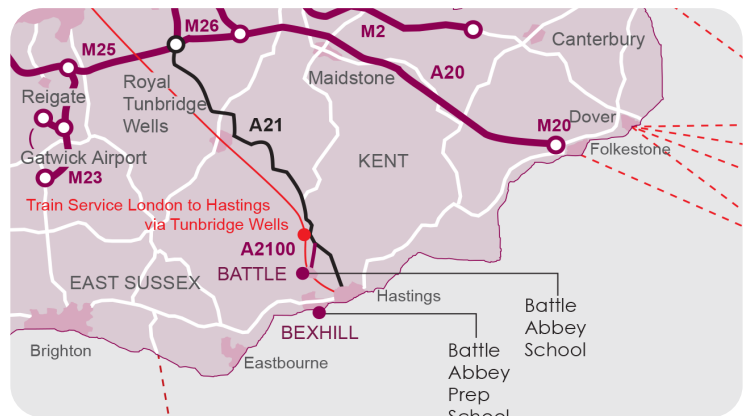 M26
M2
Canterbury
M25
A20
Maidstone
Royal
Tunbridge
Wells
Reigate
Dover
M20
A21
Folkestone
Gatwick Airport
KENT
M23
Train Service London to Hastings
via Tunbridge Wells
A2100
BATTLE
EAST SUSSEX
Hastings
Battle
Abbey
School
BEXHILL
Brighton
Eastbourne
Battle
Abbey
Prep
School